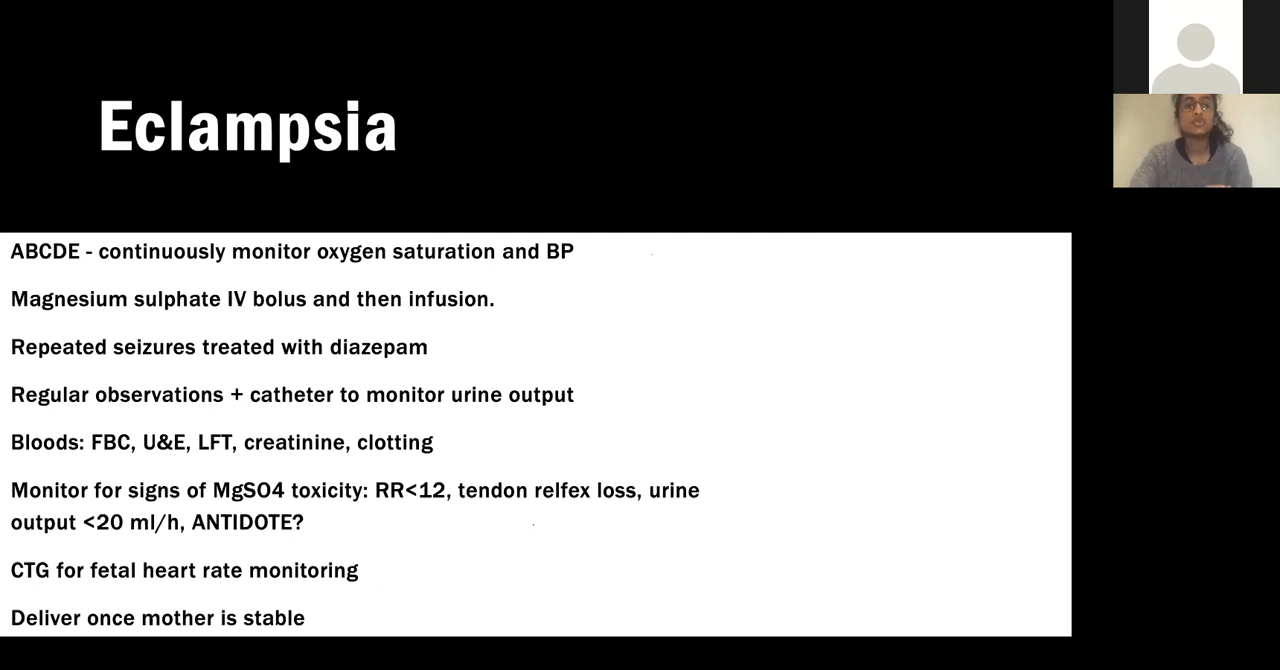 Eclampsia
ABCDE - continuously monitor oxygen saturation and BP
Magnesium sulphate IV bolus and then infusion.
Repeated seizures treated with diazepam
Regular observations + catheter to monitor urine output
Bloods: FBC, U&E, LFT, creatinine, clotting
Monitor for signs of MgSO4 toxicity: RR<12, tendon relfex loss, urine
output <20 ml/h, ANTIDOTE?
CTG for fetal heart rate monitoring
Deliver once mother is stable